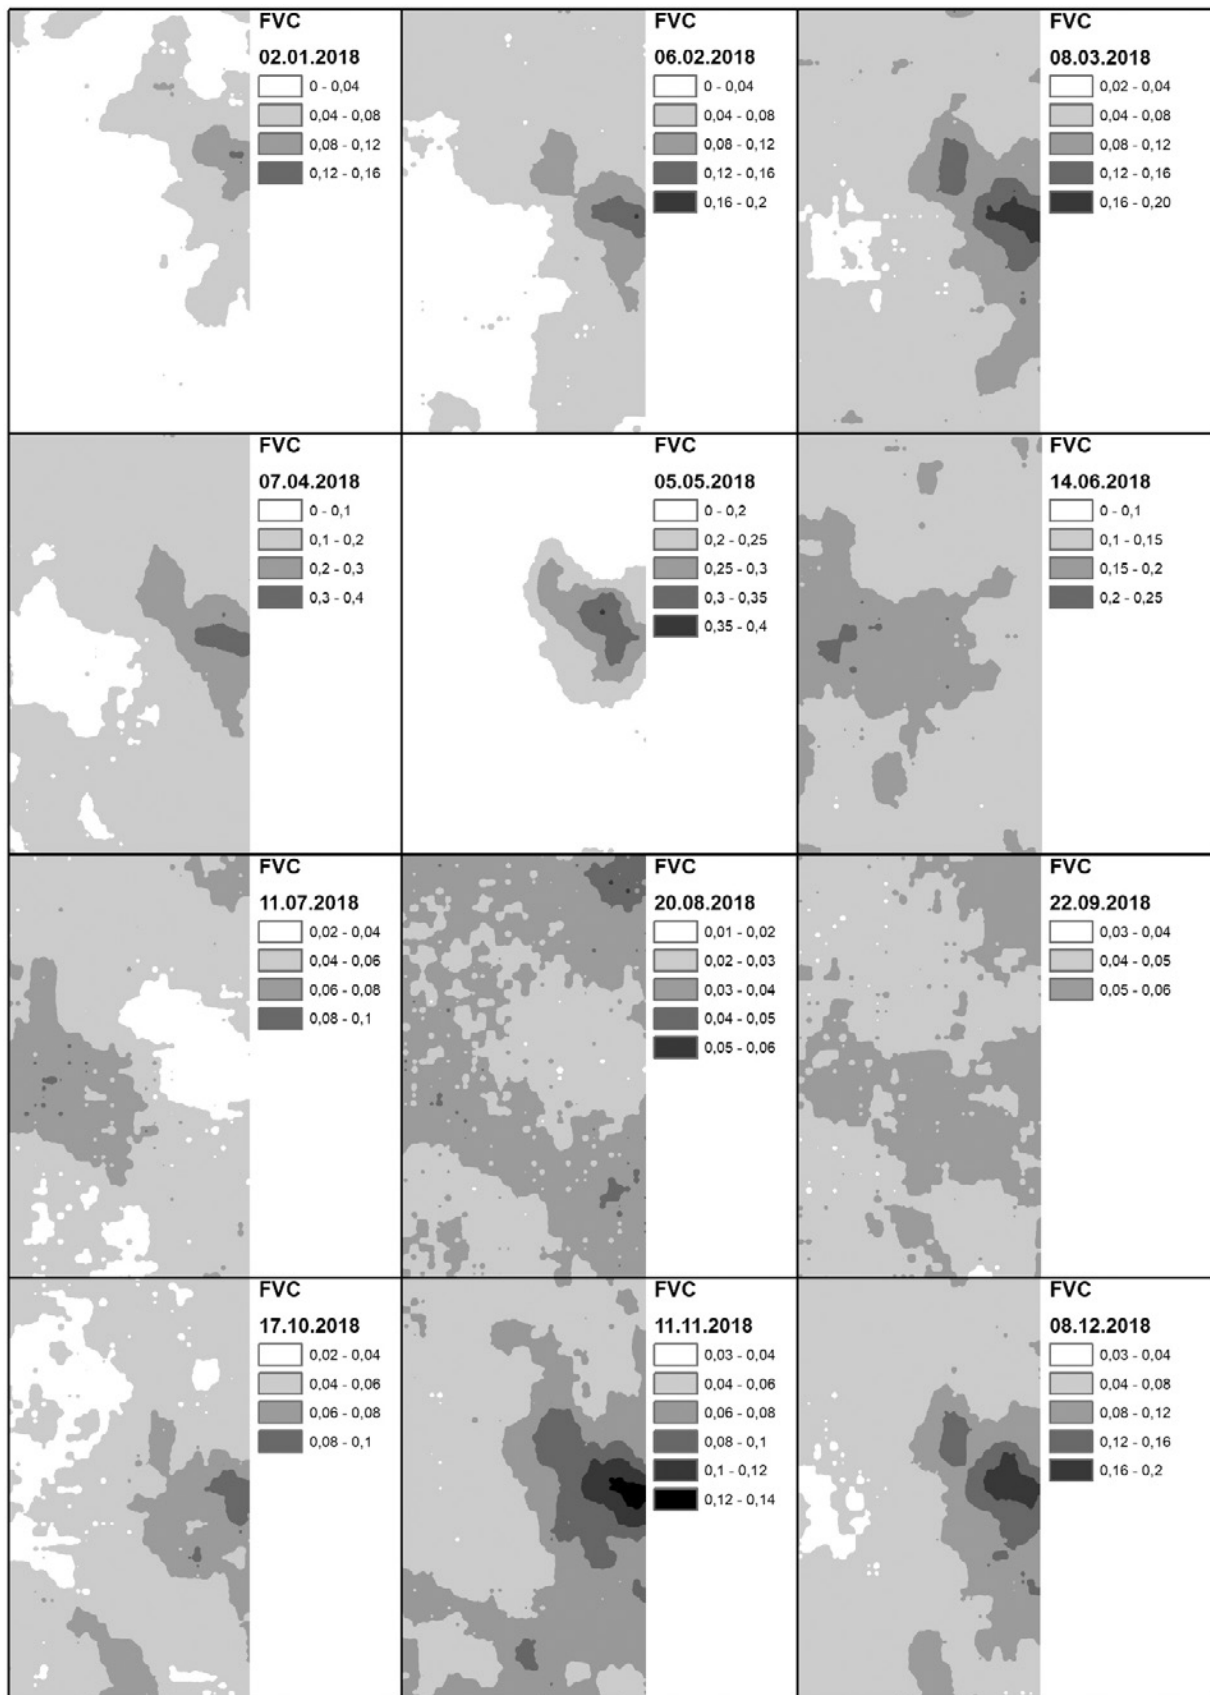 FVC
02.01.2018
0 - 0,04
0,04 - 0,08
0,08 - 0,12
0,12 - 0,16
FVC
06.02.2018
0 - 0,04
0,04 - 0,08
0,08 - 0,12
0,12 - 0,16
0,16 - 0,2
FVC
08.03.2018
0,02 - 0,04
0,04 - 0,08
0,08 - 0,12
0,12 - 0,16
0,16 - 0,20
FVC
07.04.2018
0 - 0,1
0,1 - 0,2
0,2 - 0,3
0,3 - 0,4
FVC
05.05.2018
0 - 0,2
0,2 - 0,25
0,25 - 0,3
0,3 - 0,35
0,35 - 0,4
FVC
14.06.2018
0 - 0,1
0,1 - 0,15
0,15 - 0,2
0,2 - 0,25
FVC
11.07.2018
0,02 - 0,04
0,04 - 0,06
0,06 - 0,08
0,08 - 0,1
FVC
20.08.2018
0,01 - 0,02
0,02 - 0,03
0,03 - 0,04
0,04 - 0,05
0,05 - 0,06
FVC
22.09.2018
0,03 - 0,04
0,04 - 0,05
0,05 - 0,06
FVC
17.10.2018
0,02 - 0,04
0,04 - 0,06
0,06 - 0,08
0,08 - 0,1
FVC
11.11.2018
0,03 - 0,04
0,04 - 0,06
0,06 - 0,08
0,08 - 0,1
0,1 - 0,12
0,12 - 0,14
FVC
08.12.2018
0,03 - 0,04
0,04 - 0,08
0,08 - 0,12
0,12 - 0,16
0,16 - 0,2